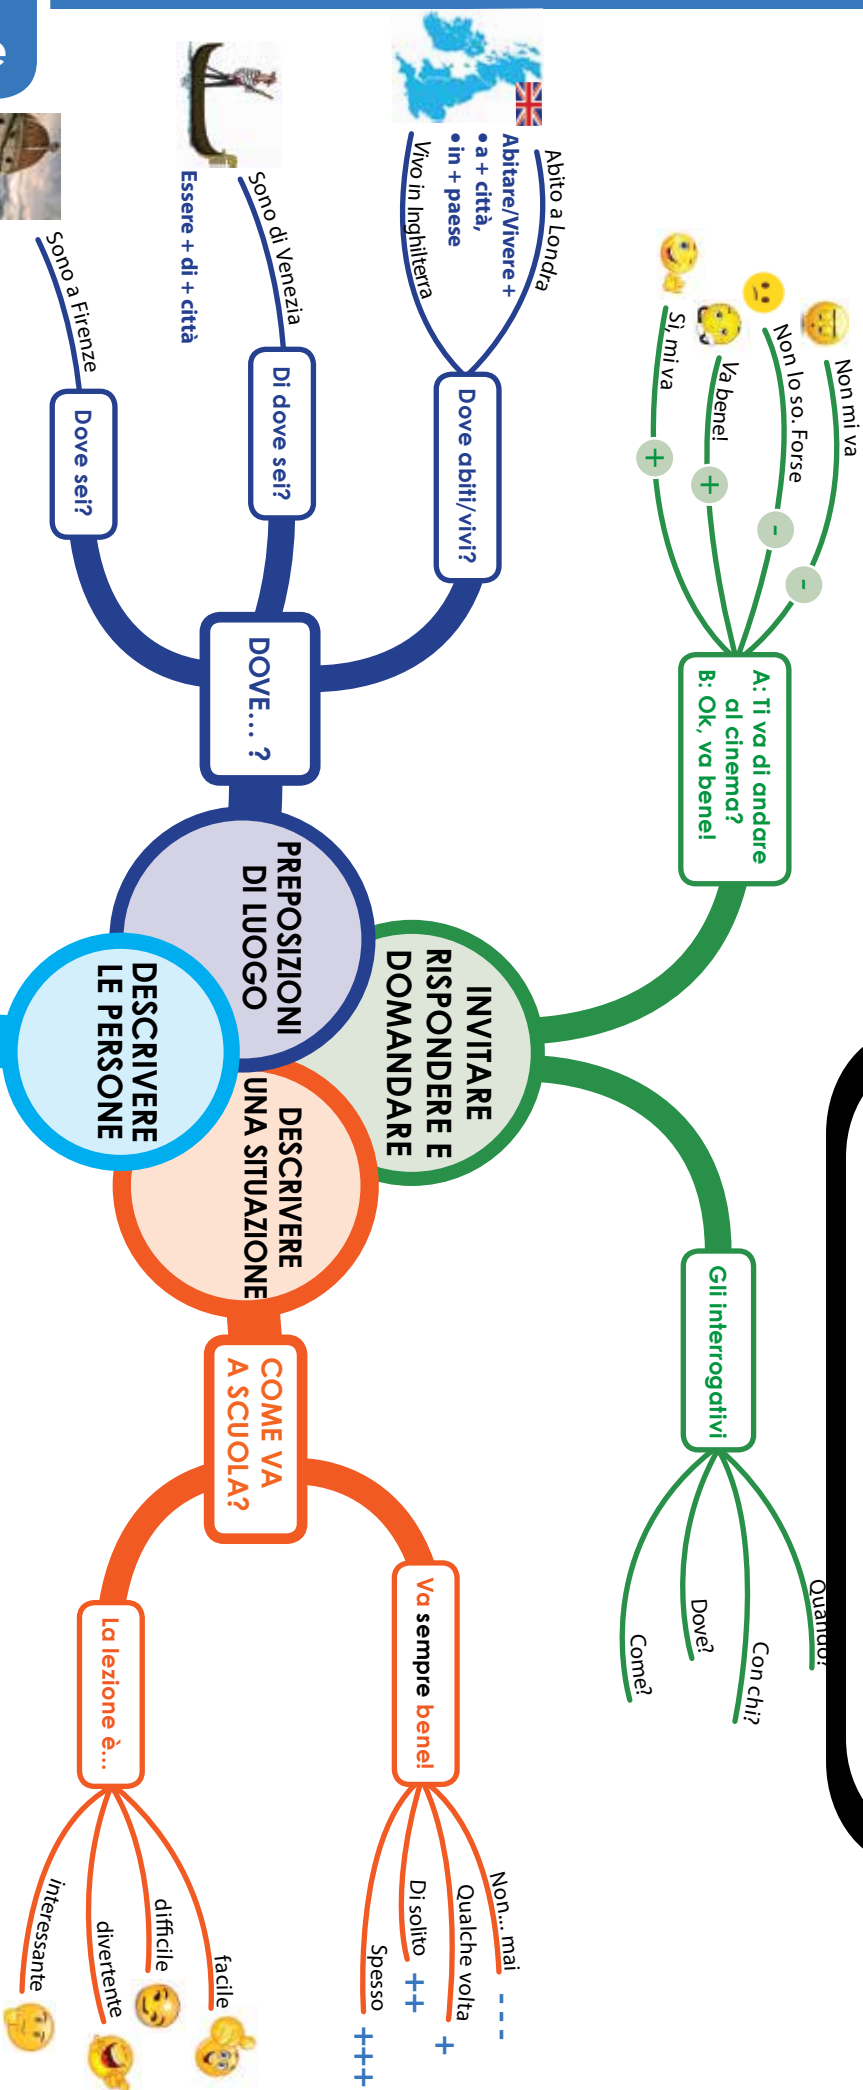 e
Non mi va
Non lo so. Forse
Va bene!
Sì, mi va
-
-
+
+
A: Ti va di andare
al cinema?
B: Ok, va bene!
Gli interrogativi
Quando?
Con chi?
Dove?
Come?
INVITARE
RISPONDERE E
DOMANDARE
Abito a Londra
Abitare/Vivere +
• a + città,
• in + paese
Vivo in Inghilterra
Dove abiti/vivi?
Sono di Venezia
Essere + di + città
Di dove sei?
Sono a Firenze
Dove sei?
DOVE... ?
PREPOSIZIONI
DI LUOGO
DESCRIVERE
LE PERSONE
DESCRIVERE
UNA SITUAZIONE
COME VA
A SCUOLA?
Va sempre bene!
Non... mai ---
Qualche volta +
Di solito ++
Spesso +++
La lezione è...
facile
difficile
divertente
interessante